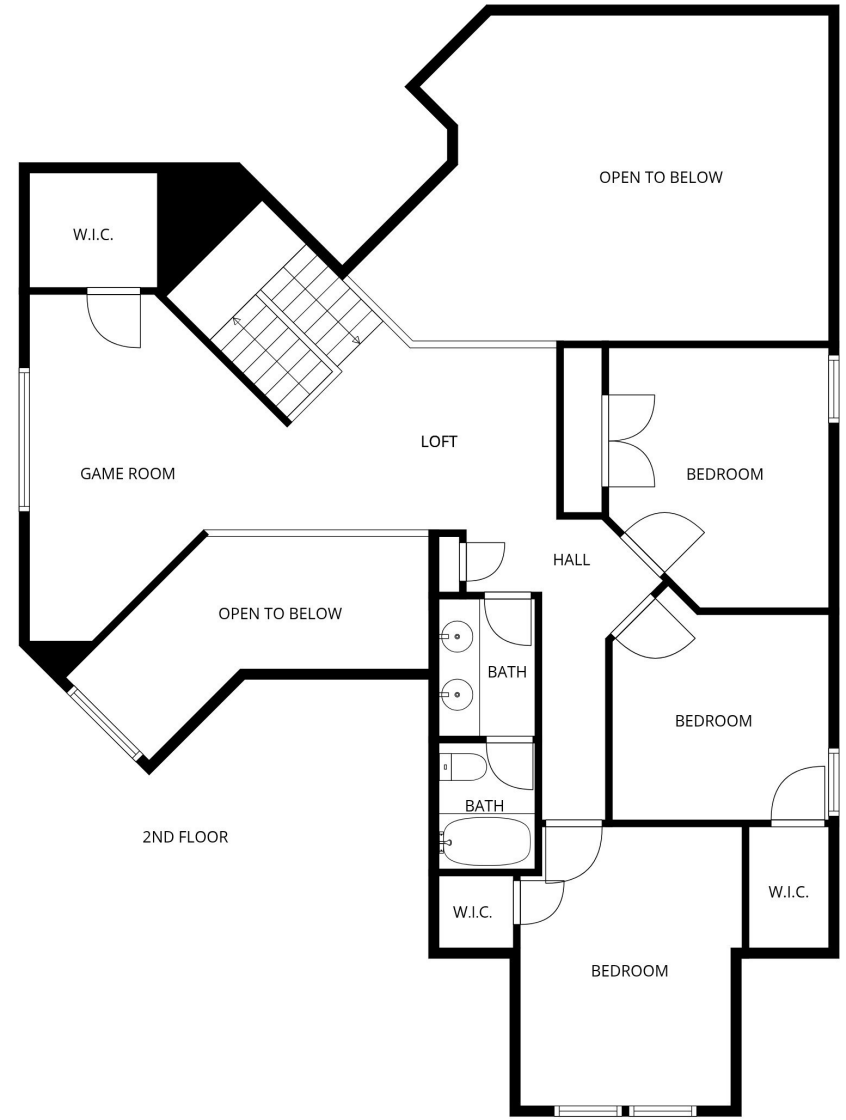 OPEN TO BELOW
W.I.C.
LOFT
GAME ROOM
BEDROOM
HALL
OPEN TO BELOW
BATH
BEDROOM
BATH
2ND FLOOR
W.I.C.
W.I.C.
BEDROOM